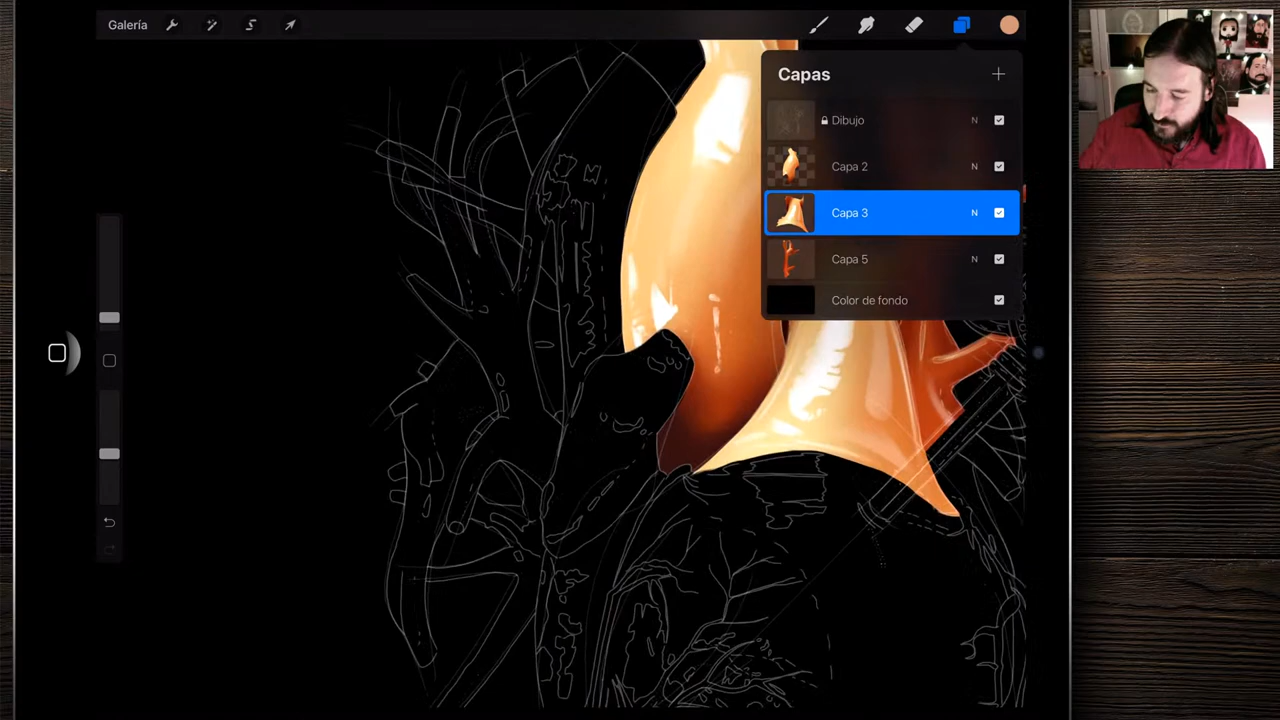 Galería
Capas
Dibujo N
Capa 2 N
Capa 3 N
Capa 5 N
Color de fondo